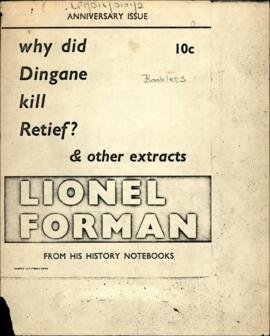 ANNIVERSARY ISSUE
why did 10c
Dingane
Booklets
kill
Retief?
& other extracts
LIONEL
FORMAN
FROM HIS HISTORY NOTEBOOKS